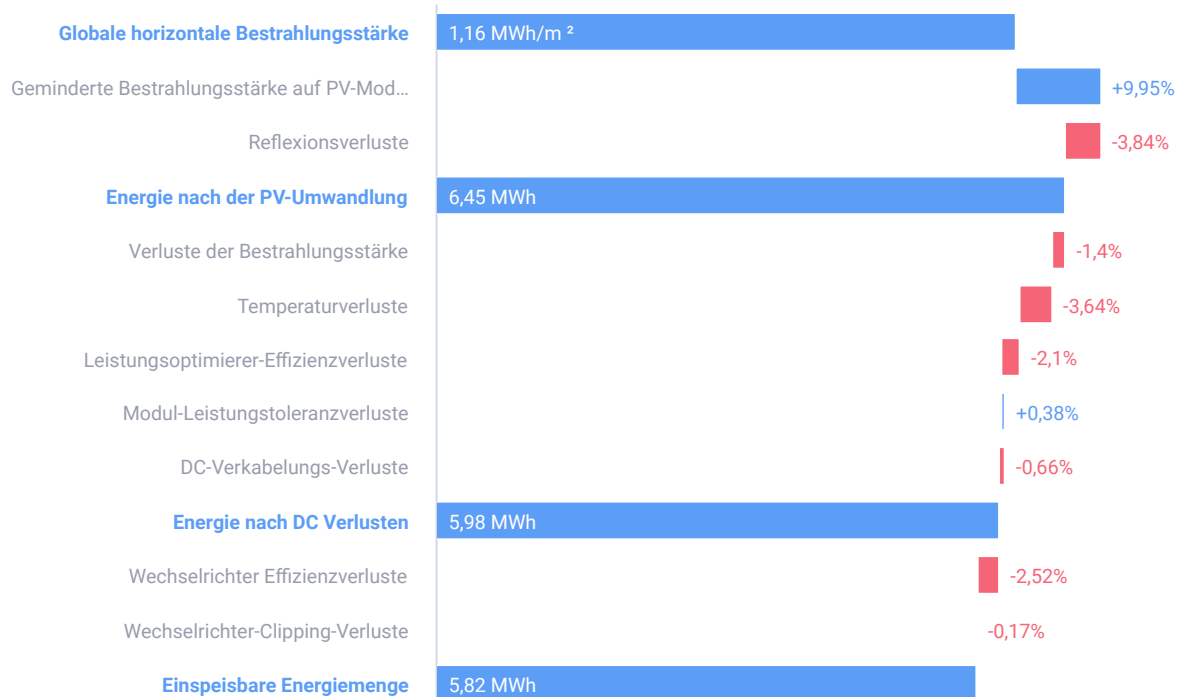 Globale horizontale Bestrahlungsstärke 1,16 MWh/m ²
Geminderte Bestrahlungsstärke auf PV-Mod... +9,95%
Reflexionsverluste -3,84%
Energie nach der PV-Umwandlung 6,45 MWh
Verluste der Bestrahlungsstärke -1,4%
Temperaturverluste -3,64%
Leistungsoptimierer-Effizienzverluste -2,1%
Modul-Leistungstoleranzverluste +0,38%
DC-Verkabelungs-Verluste -0,66%
Energie nach DC Verlusten 5,98 MWh
Wechselrichter Effizienzverluste -2,52%
Wechselrichter-Clipping-Verluste -0,17%
Einspeisbare Energiemenge 5,82 MWh